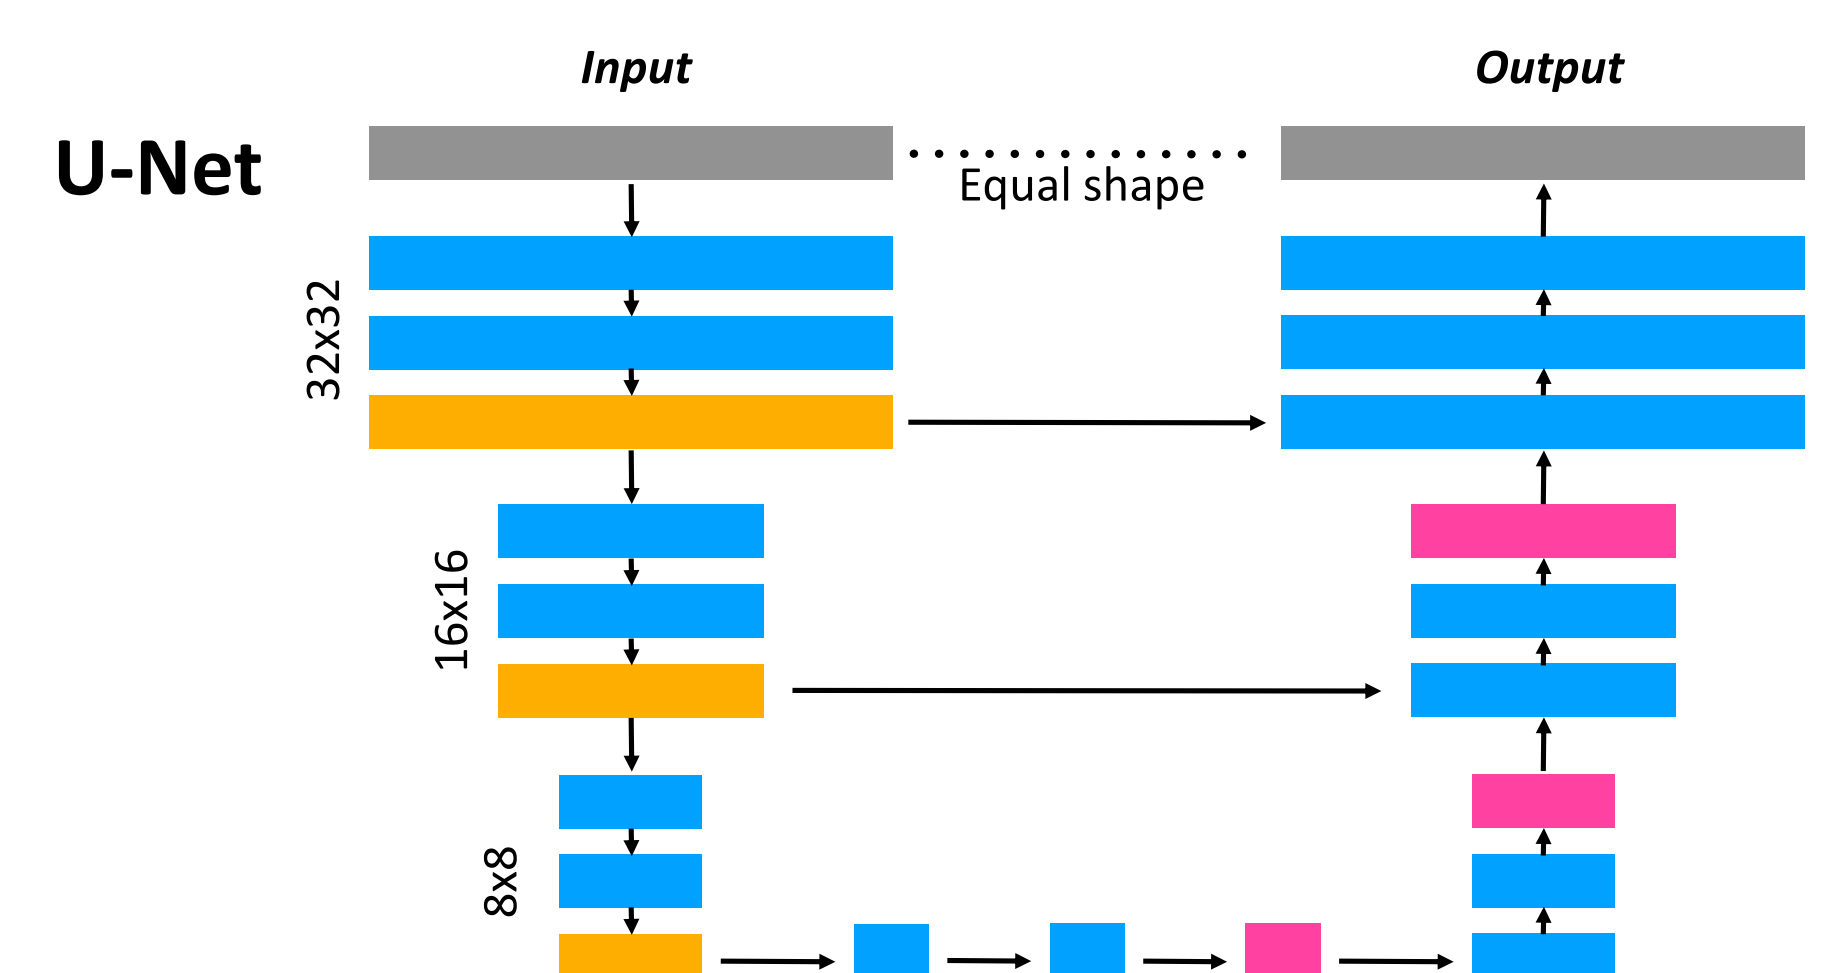 Input
Output
U-Net
Equal shape
32x32
16x16
8x8